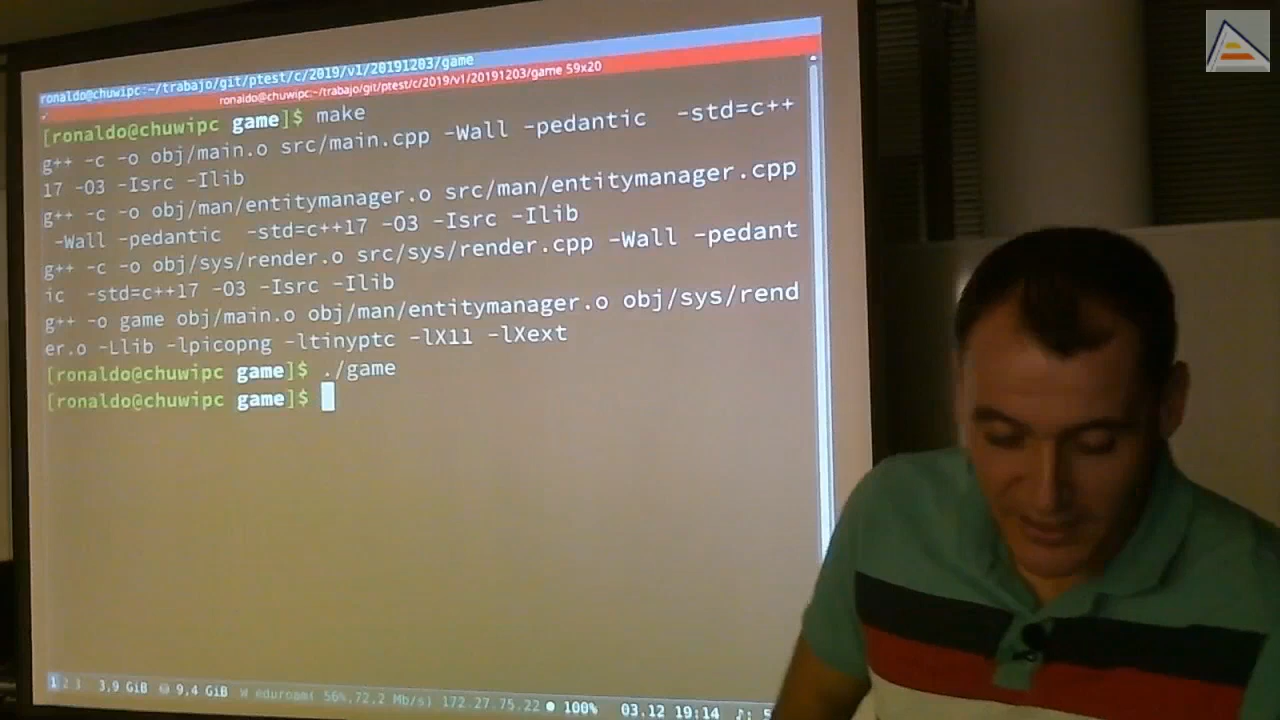 ronaldo@chuwipc:~/trabajo/git/ptest/c/2019/v1/20191203/game
ronaldo@chuwipc:~/trabajo/git/ptest/c/2019/v1/20191203/game 59x20
[ronaldo@chuwipc game]$ make
g++ -c -o obj/main.o src/main.cpp -Wall -pedantic  -std=c++
17 -O3 -Isrc -Ilib
g++ -c -o obj/man/entitymanager.o src/man/entitymanager.cpp
 -Wall -pedantic  -std=c++17 -O3 -Isrc -Ilib
g++ -c -o obj/sys/render.o src/sys/render.cpp -Wall -pedant
ic  -std=c++17 -O3 -Isrc -Ilib
g++ -o game obj/main.o obj/man/entitymanager.o obj/sys/rend
er.o -Llib -lpicopng -ltinyptc -lX11 -lXext
[ronaldo@chuwipc game]$ ./game
[ronaldo@chuwipc game]$
1 2 3 3,9 GiB 9,4 GiB W eduroam( 56%,72.2 Mb/s) 172.27.75.22 100% 03.12 19:14 ♪: 5